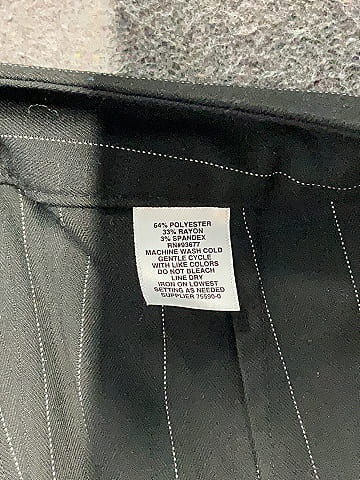 64% POLYESTER
33% RAYON
3% SPANDEX
RN#93677
MACHINE WASH COLD
GENTLE CYCLE
WITH LIKE COLORS
DO NOT BLEACH
LINE DRY
IRON ON LOWEST
SETTING AS NEEDED
SUPPLIER 75590-0